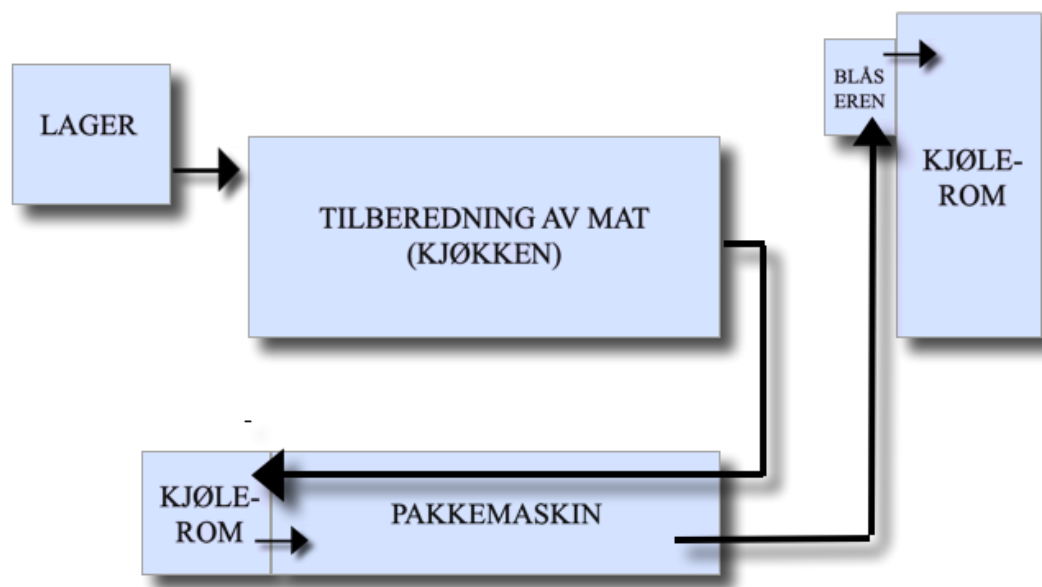 LAGER
TILBEREDNING AV MAT
(KJØKKEN)
BLÅS
EREN
KJØLE-
ROM
KJØLE-
ROM
PAKKEMASKIN